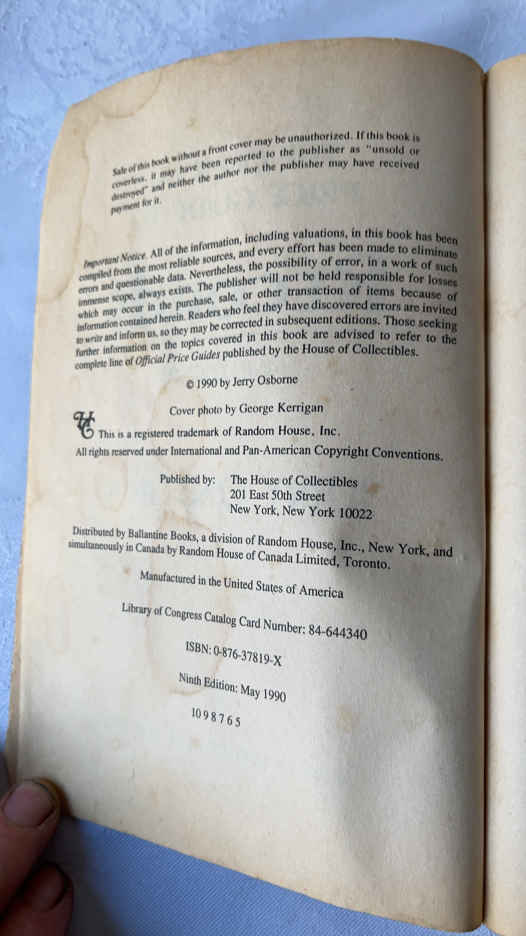 Sale of this book without a front cover may be unauthorized. If this book is
coverless, it may have been reported to the publisher as "unsold or
destroyed" and neither the author nor the publisher may have received
payment for it.
Important Notice. All of the information, including valuations, in this book has been
compiled from the most reliable sources, and every effort has been made to eliminate
errors and questionable data. Nevertheless, the possibility of error, in a work of such
immense scope, always exists. The publisher will not be held responsible for losses
which may occur in the purchase, sale, or other transaction of items because of
information contained herein. Readers who feel they have discovered errors are invited
to write and inform us, so they may be corrected in subsequent editions. Those seeking
further information on the topics covered in this book are advised to refer to the
complete line of Official Price Guides published by the House of Collectibles.
© 1990 by Jerry Osborne
Cover photo by George Kerrigan
This is a registered trademark of Random House, Inc.
All rights reserved under International and Pan-American Copyright Conventions.
Published by: The House of Collectibles
201 East 50th Street
New York, New York 10022
Distributed by Ballantine Books, a division of Random House, Inc., New York, and
simultaneously in Canada by Random House of Canada Limited, Toronto.
Manufactured in the United States of America
Library of Congress Catalog Card Number: 84-644340
ISBN: 0-876-37819-X
Ninth Edition: May 1990
10 9 8 7 6 5